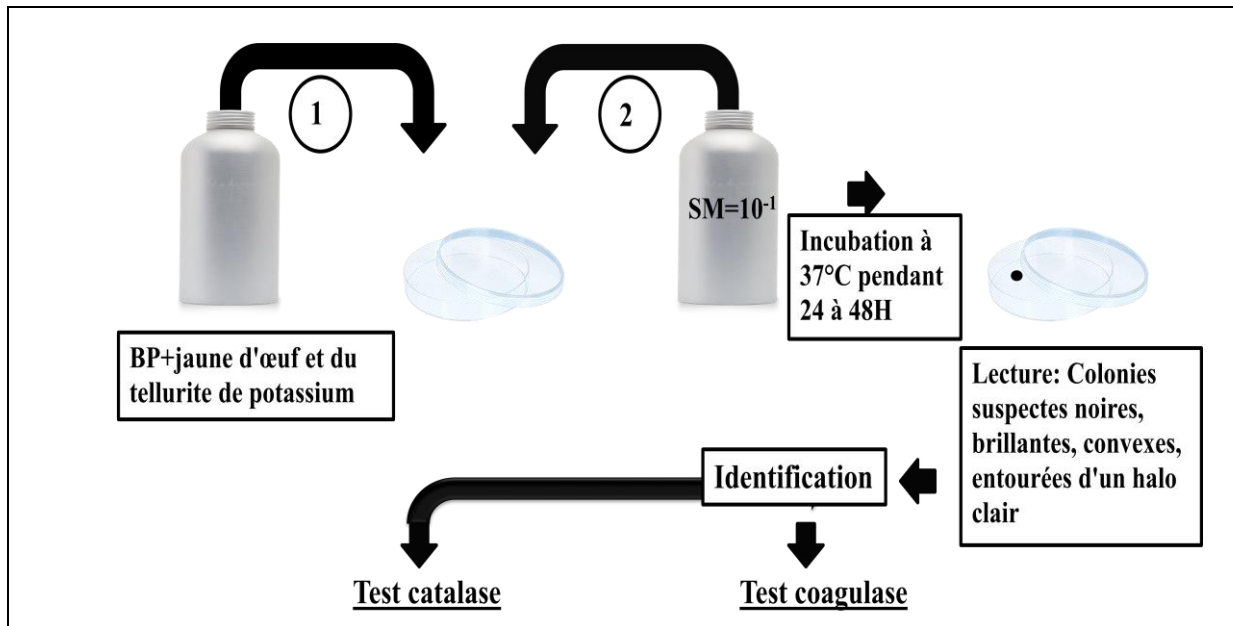 1
2
SM=10⁻¹
Incubation à
37°C pendant
24 à 48H
BP+jaune d'œuf et du
tellurite de potassium
Lecture: Colonies
suspectes noires,
brillantes, convexes,
entourées d'un halo
clair
Identification
Test catalase
Test coagulase